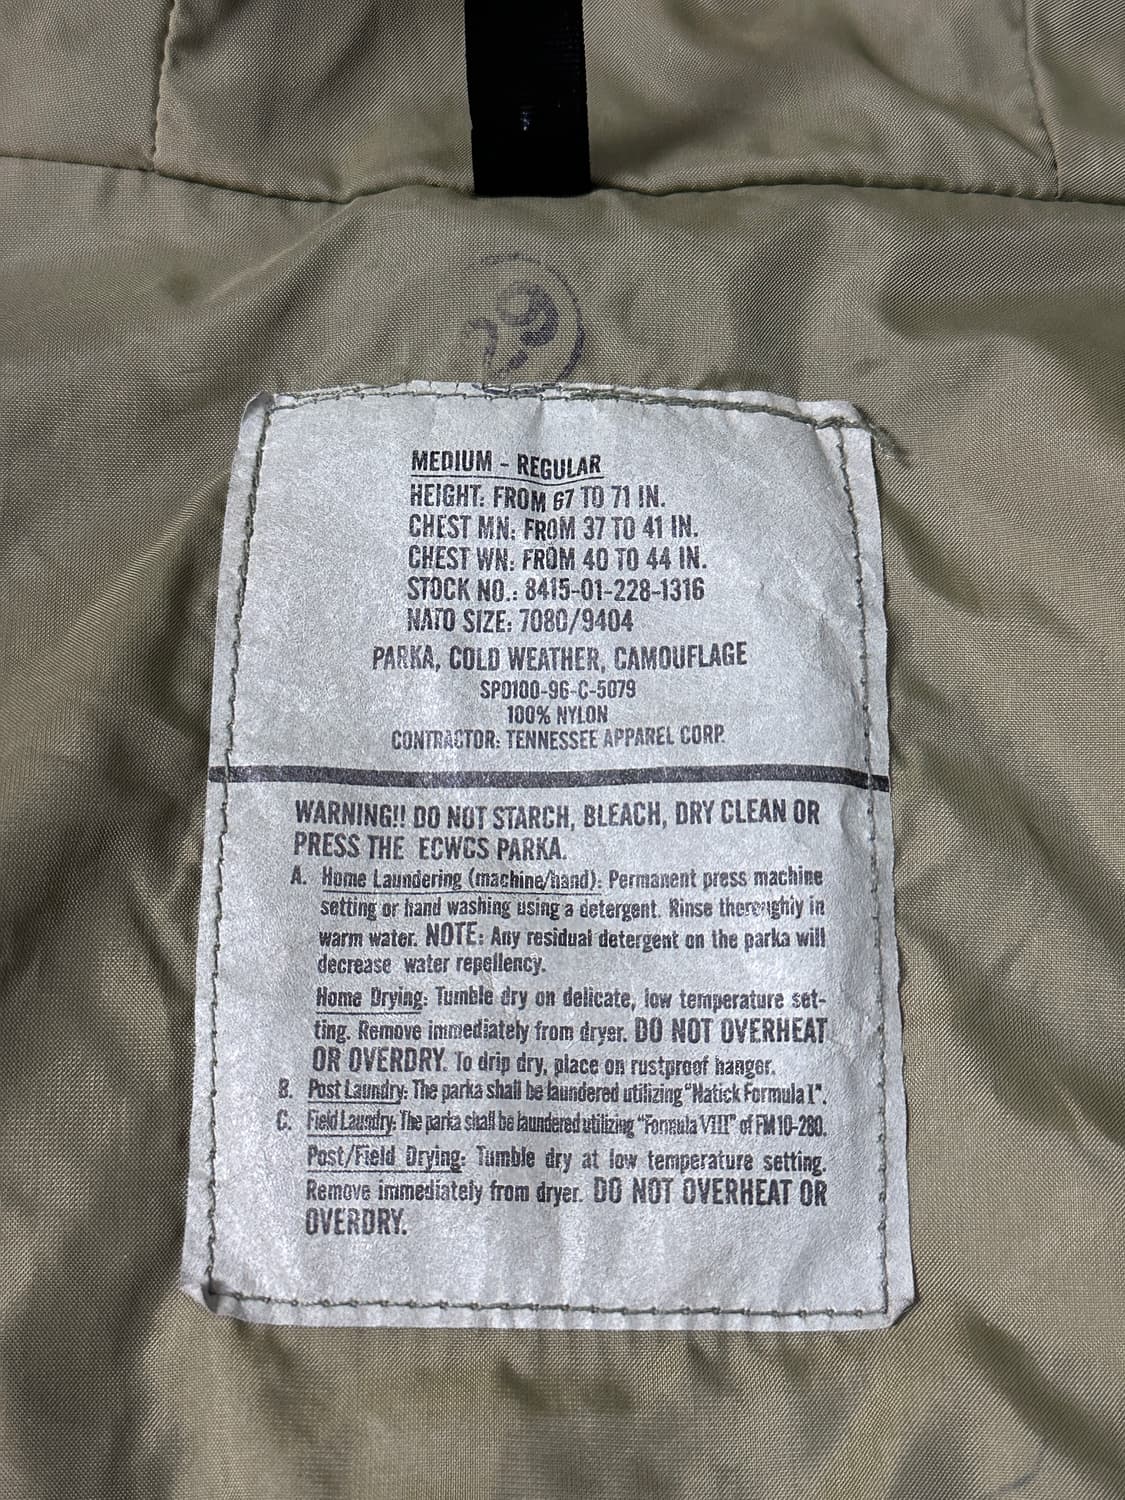 29
MEDIUM - REGULAR
HEIGHT: FROM 67 TO 71 IN.
CHEST MN: FROM 37 TO 41 IN.
CHEST WN: FROM 40 TO 44 IN.
STOCK NO.: 8415-01-228-1316
NATO SIZE: 7080/9404
PARKA, COLD WEATHER, CAMOUFLAGE
SPO100-96-C-5079
100% NYLON
CONTRACTOR: TENNESSEE APPAREL CORP.
WARNING!! DO NOT STARCH, BLEACH, DRY CLEAN OR
PRESS THE ECWCS PARKA.
A. Home Laundering (machine/hand): Permanent press machine
setting or hand washing using a detergent. Rinse thoroughly in
warm water. NOTE: Any residual detergent on the parka will
decrease water repellency.
Home Drying: Tumble dry on delicate, low temperature set-
ting. Remove immediately from dryer. DO NOT OVERHEAT
OR OVERDRY. To drip dry, place on rustproof hanger.
B. Post Laundry: The parka shall be laundered utilizing "Natick Formula I".
C. Field Laundry: The parka shall be laundered utilizing "Formula VIII" of FM 10-280.
Post/Field Drying: Tumble dry at low temperature setting.
Remove immediately from dryer. DO NOT OVERHEAT OR
OVERDRY.